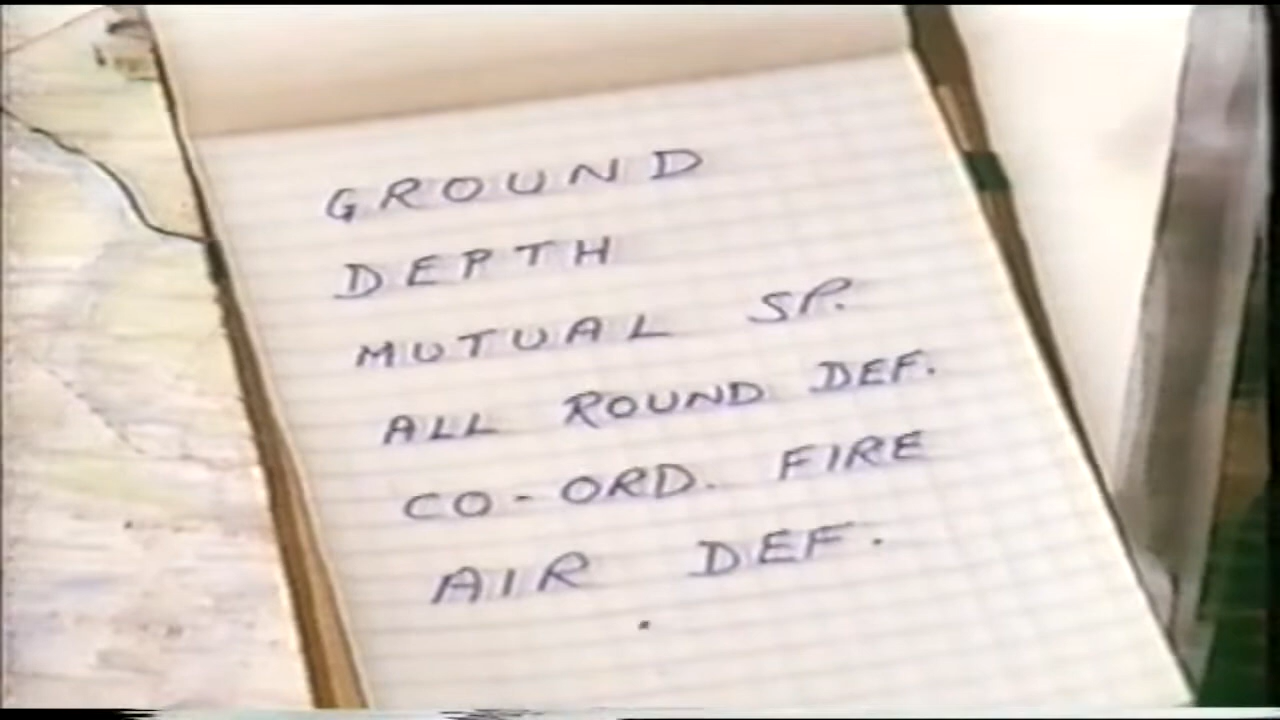 GROUND
DEPTH
MUTUAL SP.
ALL ROUND DEF.
CO-ORD. FIRE
AIR DEF.